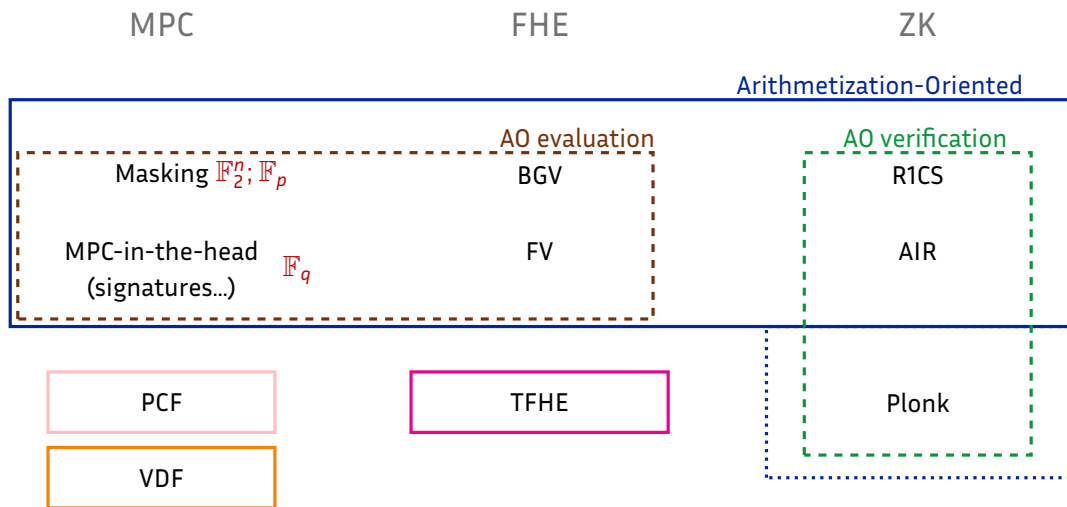 MPC FHE ZK
Arithmetization-Oriented
AO evaluation AO verification
Masking 𝔽₂ⁿ; 𝔽ₚ BGV R1CS
MPC-in-the-head 𝔽_q FV AIR
(signatures...)
PCF TFHE Plonk
VDF